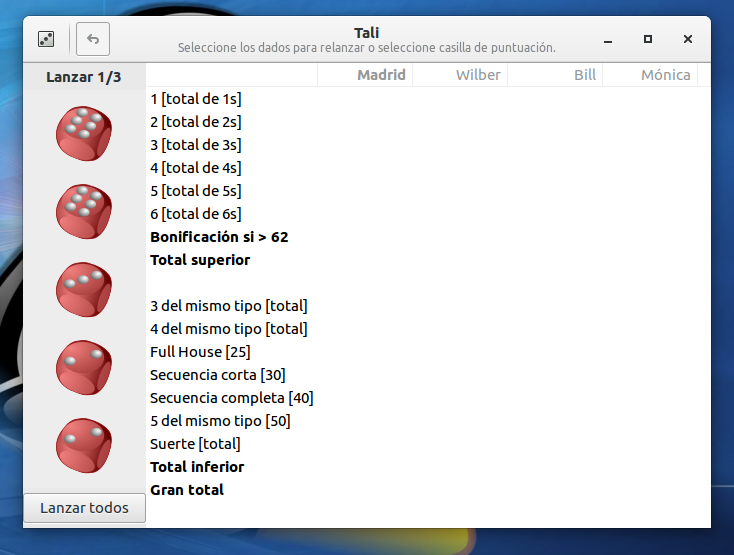 Tali
Seleccione los dados para relanzar o seleccione casilla de puntuación.
Lanzar 1/3
Madrid Wilber Bill Mónica
1 [total de 1s]
2 [total de 2s]
3 [total de 3s]
4 [total de 4s]
5 [total de 5s]
6 [total de 6s]
Bonificación si > 62
Total superior
3 del mismo tipo [total]
4 del mismo tipo [total]
Full House [25]
Secuencia corta [30]
Secuencia completa [40]
5 del mismo tipo [50]
Suerte [total]
Total inferior
Gran total
Lanzar todos